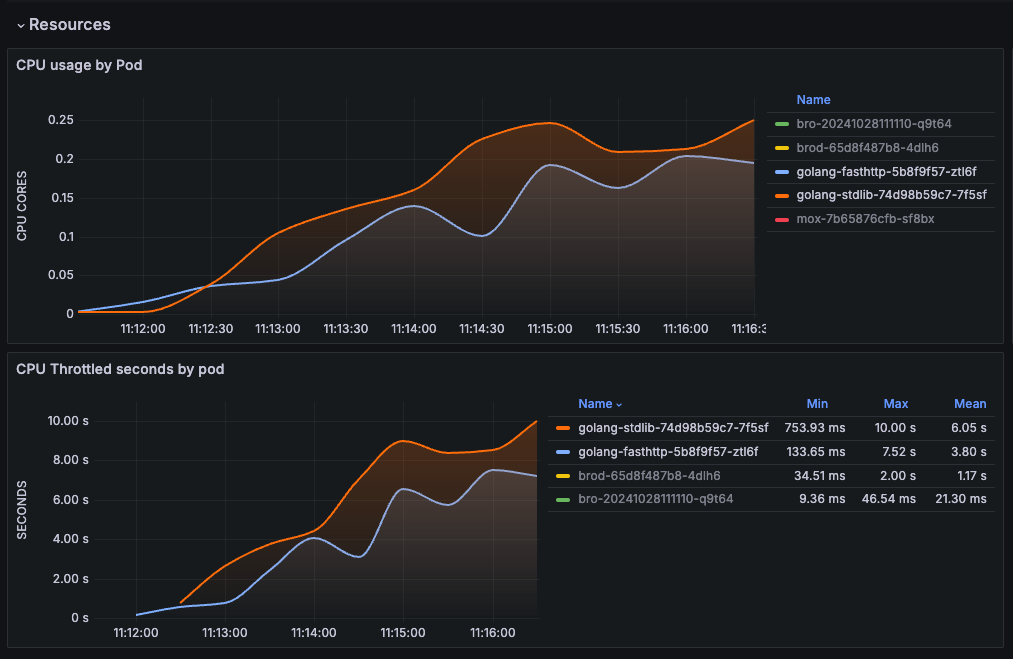 Resources
CPU usage by Pod
CPU CORES
0.25
0.2
0.15
0.1
0.05
0
11:12:00 11:12:30 11:13:00 11:13:30 11:14:00 11:14:30 11:15:00 11:15:30 11:16:00 11:16:3
Name
bro-20241028111110-q9t64
brod-65d8f487b8-4dlh6
golang-fasthttp-5b8f9f57-ztl6f
golang-stdlib-74d98b59c7-7f5sf
mox-7b65876cfb-sf8bx
CPU Throttled seconds by pod
SECONDS
10.00 s
8.00 s
6.00 s
4.00 s
2.00 s
0 s
11:12:00 11:13:00 11:14:00 11:15:00 11:16:00
Name Min Max Mean
golang-stdlib-74d98b59c7-7f5sf 753.93 ms 10.00 s 6.05 s
golang-fasthttp-5b8f9f57-ztl6f 133.65 ms 7.52 s 3.80 s
brod-65d8f487b8-4dlh6 34.51 ms 2.00 s 1.17 s
bro-20241028111110-q9t64 9.36 ms 46.54 ms 21.30 ms